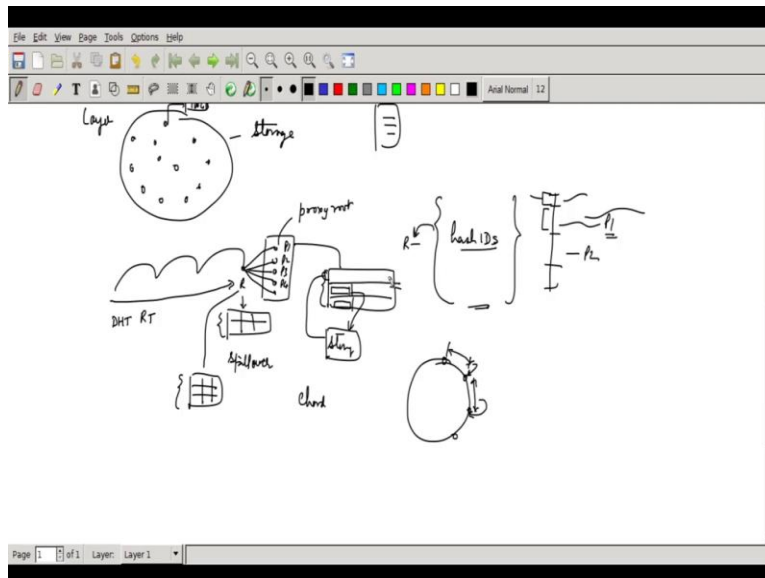 File Edit View Page Tools Options Help
T Arial Normal 12
Layer
Storage
proxy root
R
hash IDs
P1
P2
P1
P2
P3
P4
R
DHT RT
Spillover
Chord
Page 1 of 1 Layer: Layer 1